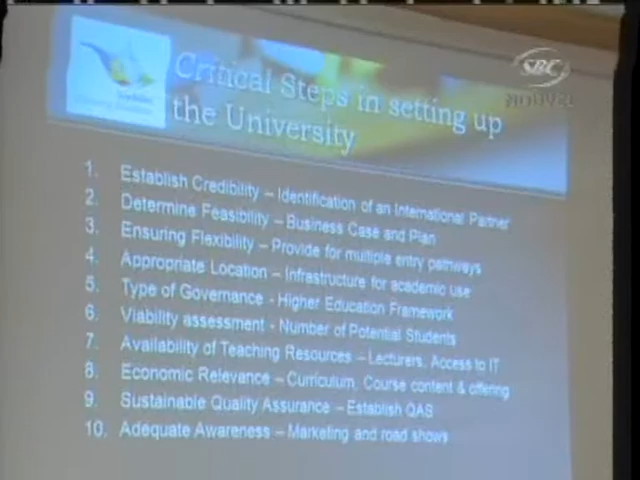 Critical Steps in setting up
the University
SBC
NOUVEL
1. Establish Credibility – Identification of an International Partner
2. Determine Feasibility – Business Case and Plan
3. Ensuring Flexibility – Provide for multiple entry pathways
4. Appropriate Location – Infrastructure for academic use
5. Type of Governance - Higher Education Framework
6. Viability assessment - Number of Potential Students
7. Availability of Teaching Resources – Lecturers, Access to IT
8. Economic Relevance – Curriculum, Course content & offering
9. Sustainable Quality Assurance – Establish QAS
10. Adequate Awareness – Marketing and road shows